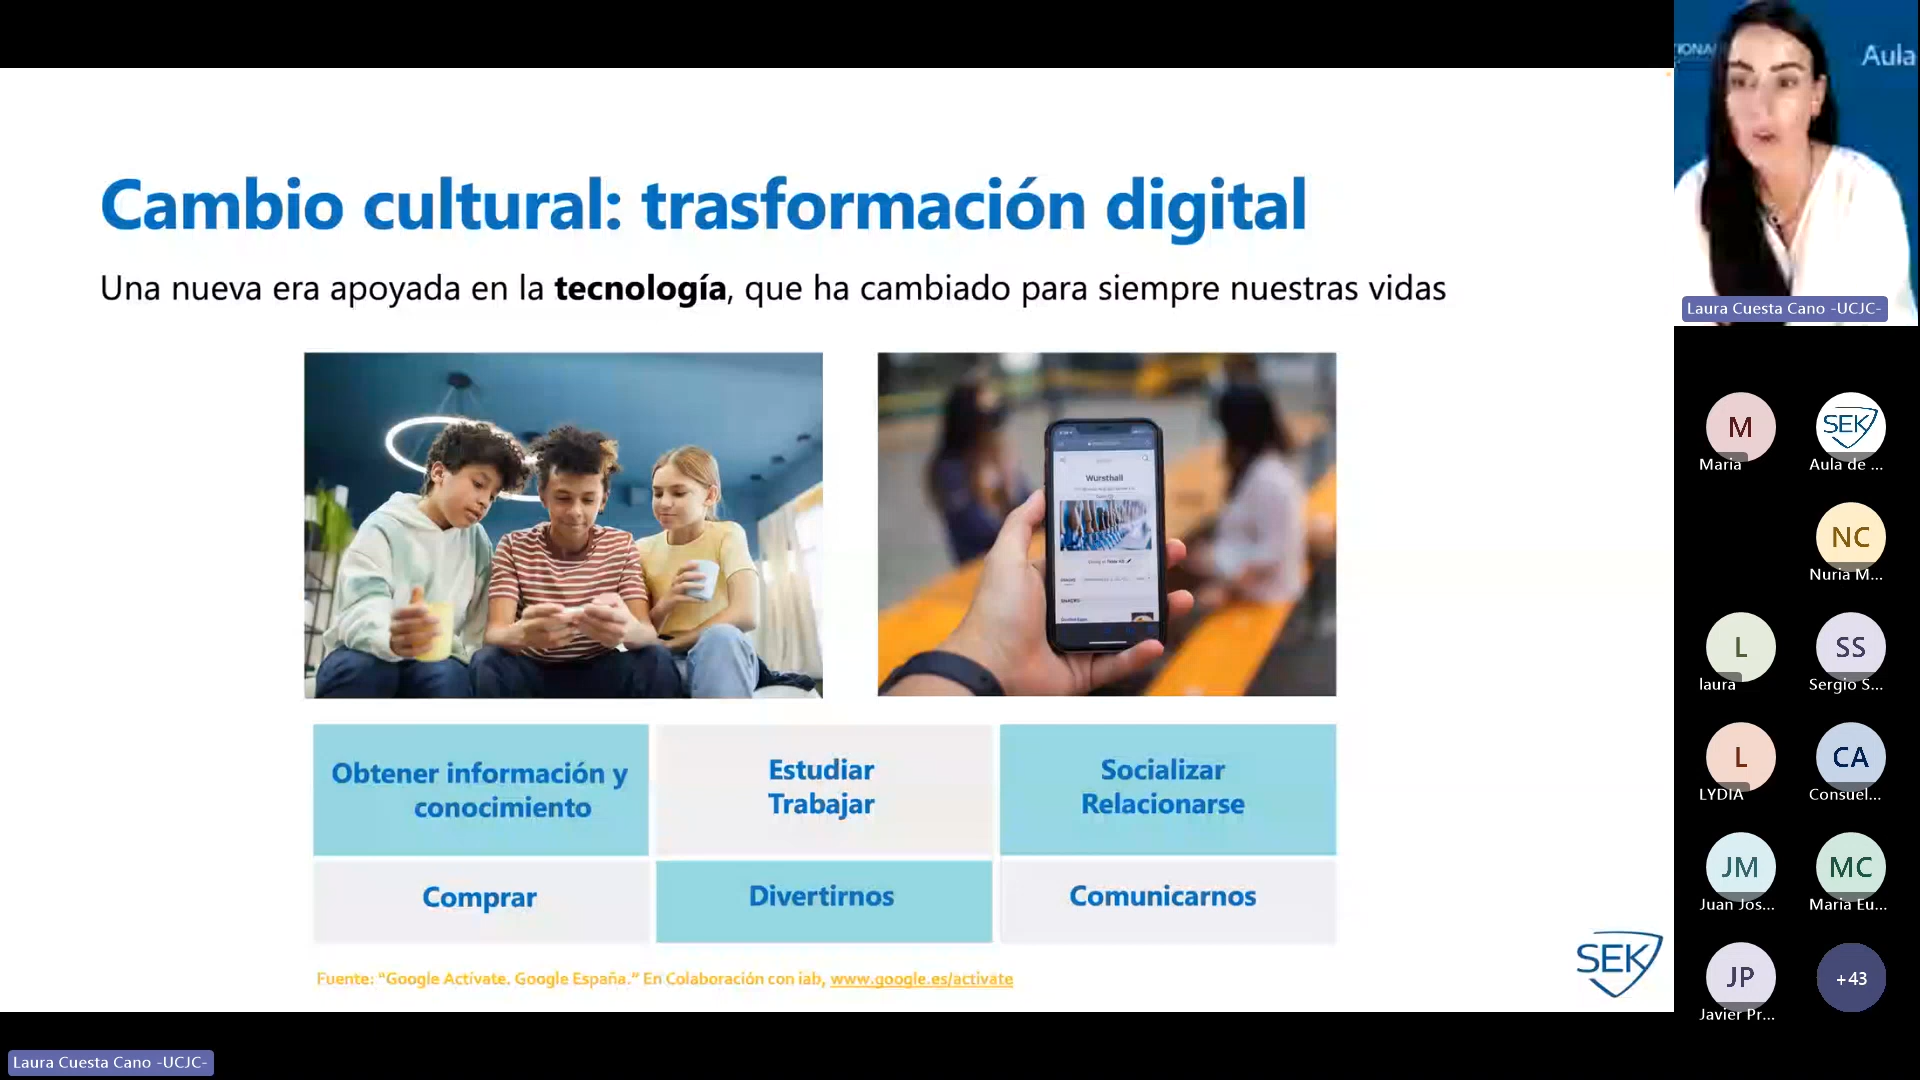 Cambio cultural: trasformación digital
Una nueva era apoyada en la tecnología, que ha cambiado para siempre nuestras vidas
Wursthall
Obtener información y
conocimiento
Estudiar
Trabajar
Socializar
Relacionarse
Comprar
Divertirnos
Comunicarnos
Fuente: "Google Actívate. Google España." En Colaboración con iab, www.google.es/activate
SEK
Laura Cuesta Cano -UCJC-
Aula
Laura Cuesta Cano -UCJC-
M
Maria
SEK
Aula de ...
NC
Nuria M...
L
laura
SS
Sergio S...
L
LYDIA
CA
Consuel...
JM
Juan Jos...
MC
Maria Eu...
JP
Javier Pr...
+43